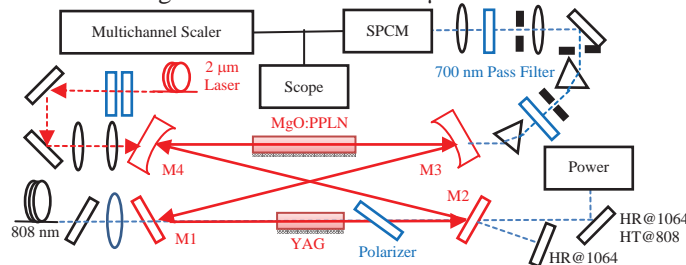 Multichannel Scaler
SPCM
Scope
700 nm Pass Filter
2 μm
Laser
MgO:PPLN
M4
M3
M2
Power
808 nm
M1
YAG
Polarizer
HR@1064
HT@808
HR@1064